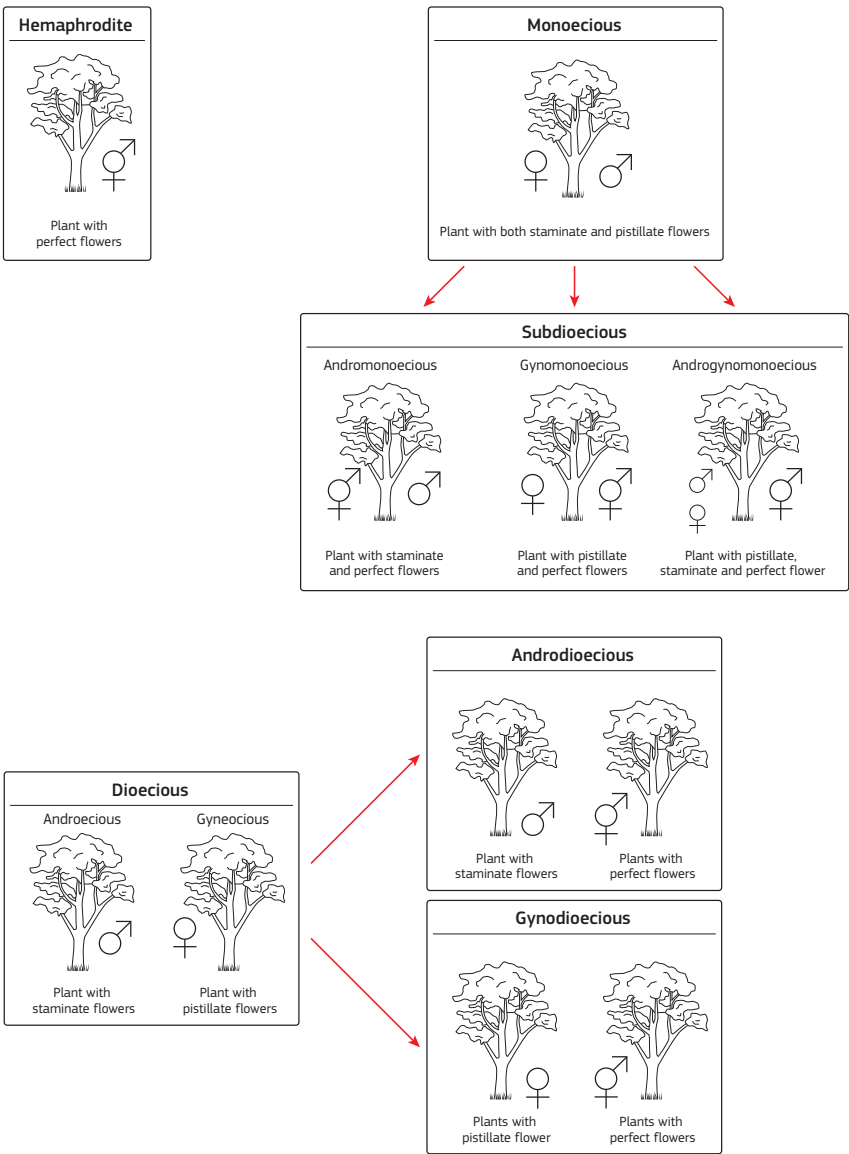 Hemaphrodite
Plant with
perfect flowers
Monoecious
Plant with both staminate and pistillate flowers
Subdioecious
Andromonoecious
Plant with staminate
and perfect flowers
Gynomonoecious
Plant with pistillate
and perfect flowers
Androgynomonoecious
Plant with pistillate,
staminate and perfect flower
Dioecious
Androecious
Plant with
staminate flowers
Gyneocious
Plant with
pistillate flowers
Androdioecious
Plant with
staminate flowers
Plants with
perfect flowers
Gynodioecious
Plants with
pistillate flower
Plants with
perfect flowers